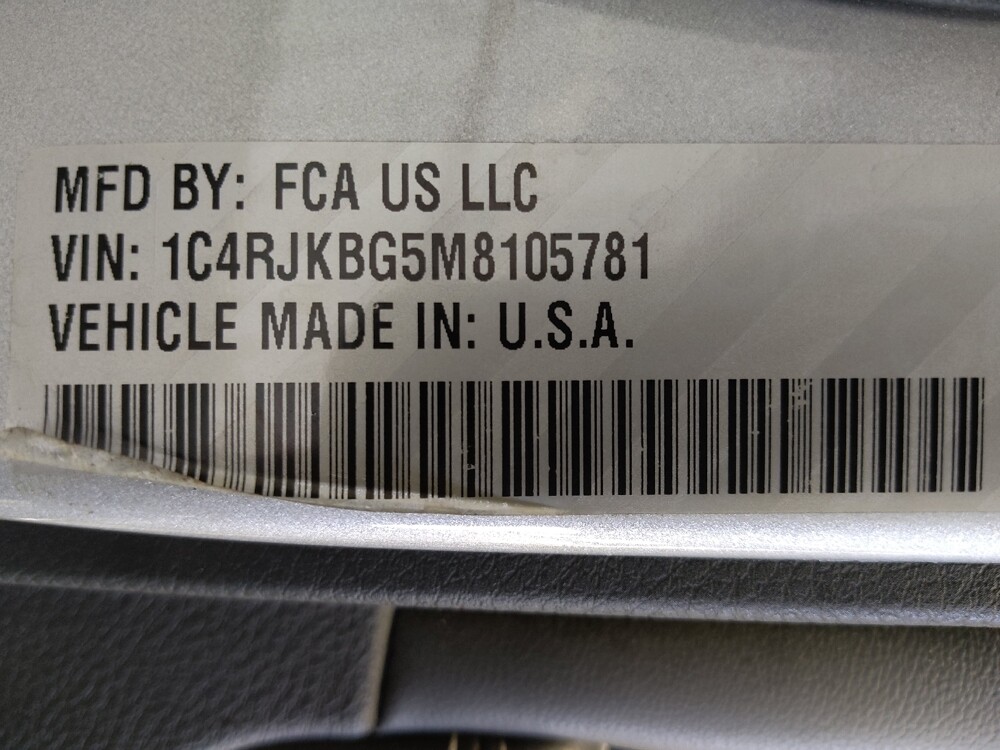 MFD BY: FCA US LLC
VIN: 1C4RJKBG5M8105781
VEHICLE MADE IN: U.S.A.